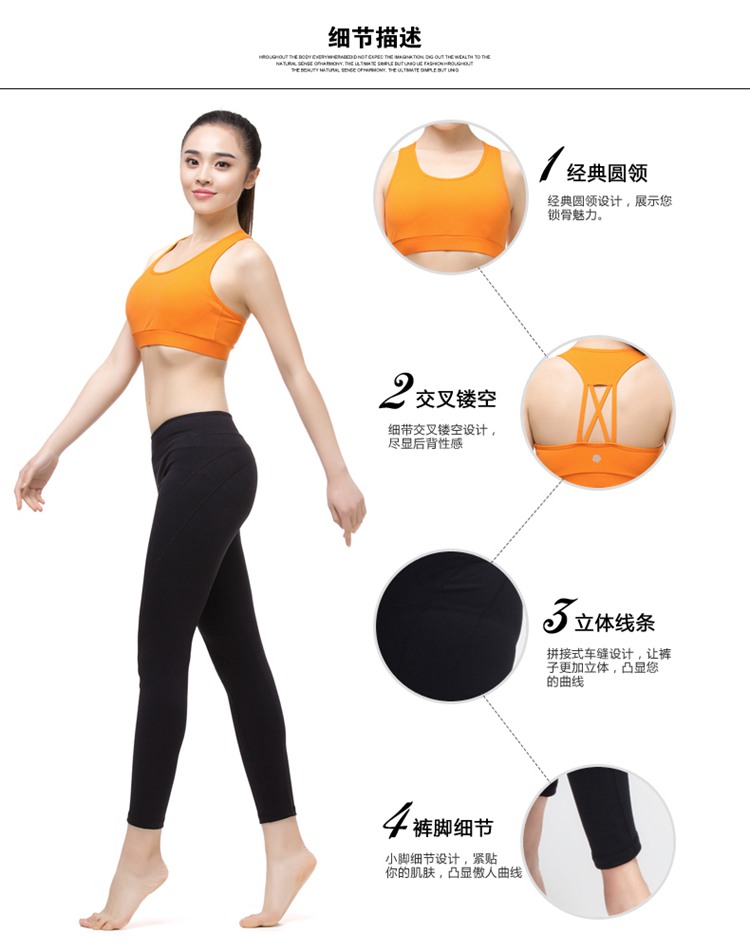 细节描述
HROUGHOUT THE BODY EVERYWHERABEDID NOT EXPEC THE IMAGINATION. DIG OUT THE WEALTH TO THE
NATURAL SENSE OFHARMONY, THE ULTIMATE SIMPLE BUT UNIQUE FASHION HROUGHOUT
THE BEAUTY NATURAL SENSE OFHARMONY, THE ULTIMATE SIMPLE BUT UNIQ
1 经典圆领
经典圆领设计，展示您
锁骨魅力。
2 交叉镂空
细带交叉镂空设计，
尽显后背性感
3 立体线条
拼接式车缝设计，让裤
子更加立体，凸显您
的曲线
4 裤脚细节
小脚细节设计，紧贴
你的肌肤，凸显傲人曲线